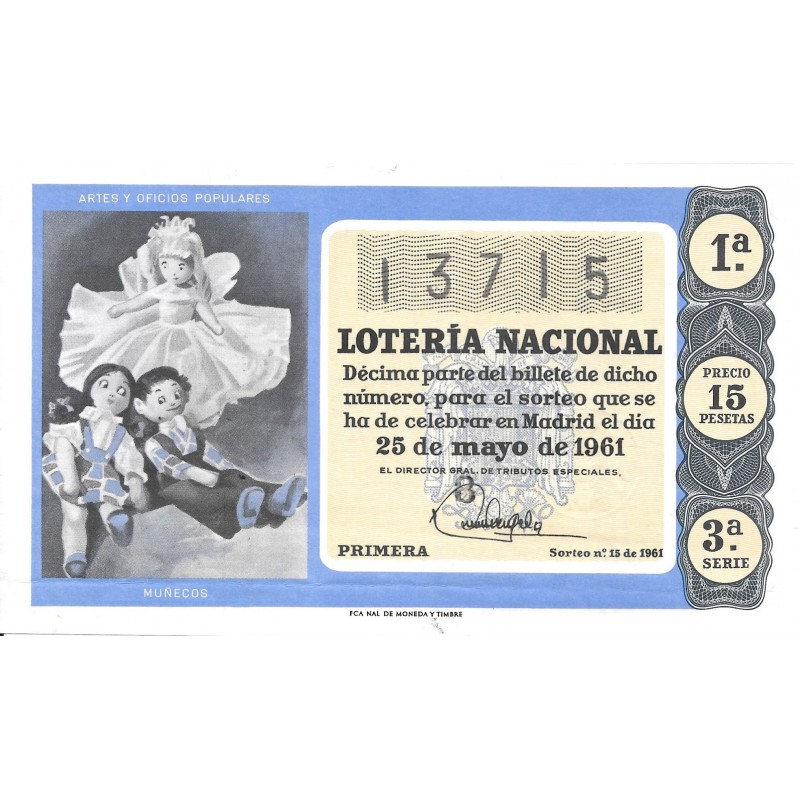 ARTES Y OFICIOS POPULARES
MUÑECOS
13715
LOTERÍA NACIONAL
Décima parte del billete de dicho
número, para el sorteo que se
ha de celebrar en Madrid el día
25 de mayo de 1961
EL DIRECTOR GRAL. DE TRIBUTOS ESPECIALES,
3
PRIMERA
Sorteo nº 15 de 1961
1ª.
PRECIO
15
PESETAS
3ª.
SERIE
FCA NAL DE MONEDA Y TIMBRE